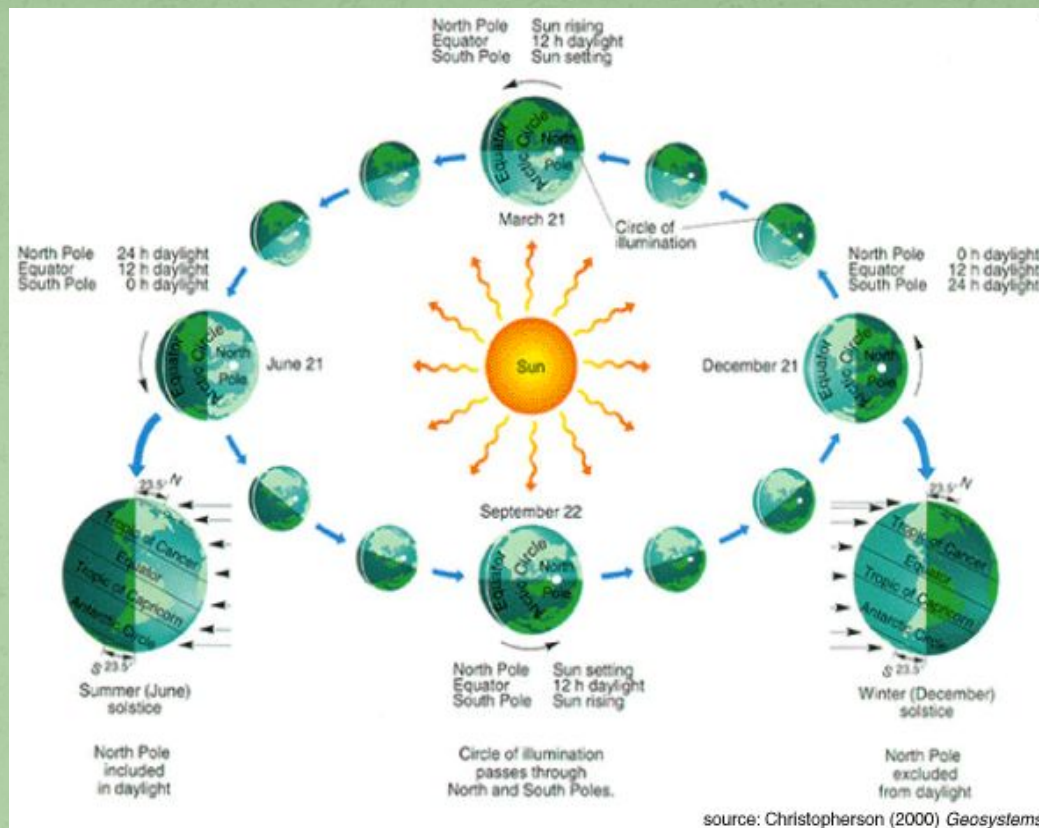 North Pole Sun rising
Equator 12 h daylight
South Pole Sun setting
Equator
Arctic Circle
North
Pole
March 21
Circle of
illumination
North Pole 24 h daylight
Equator 12 h daylight
South Pole 0 h daylight
North Pole 0 h daylight
Equator 12 h daylight
South Pole 24 h daylight
Equator
Arctic Circle
North
Pole
June 21
Sun
December 21
Equator
Arctic Circle
North
Pole
September 22
Equator
Arctic Circle
North
Pole
23.5° N
Tropic of Cancer
Equator
Tropic of Capricorn
Antarctic Circle
S 23.5°
Summer (June)
solstice
North Pole
included
in daylight
North Pole Sun setting
Equator 12 h daylight
South Pole Sun rising
Circle of illumination
passes through
North and South Poles.
23.5° N
Tropic of Cancer
Equator
Tropic of Capricorn
Antarctic Circle
S 23.5°
Winter (December)
solstice
North Pole
excluded
from daylight
source: Christopherson (2000) Geosystems